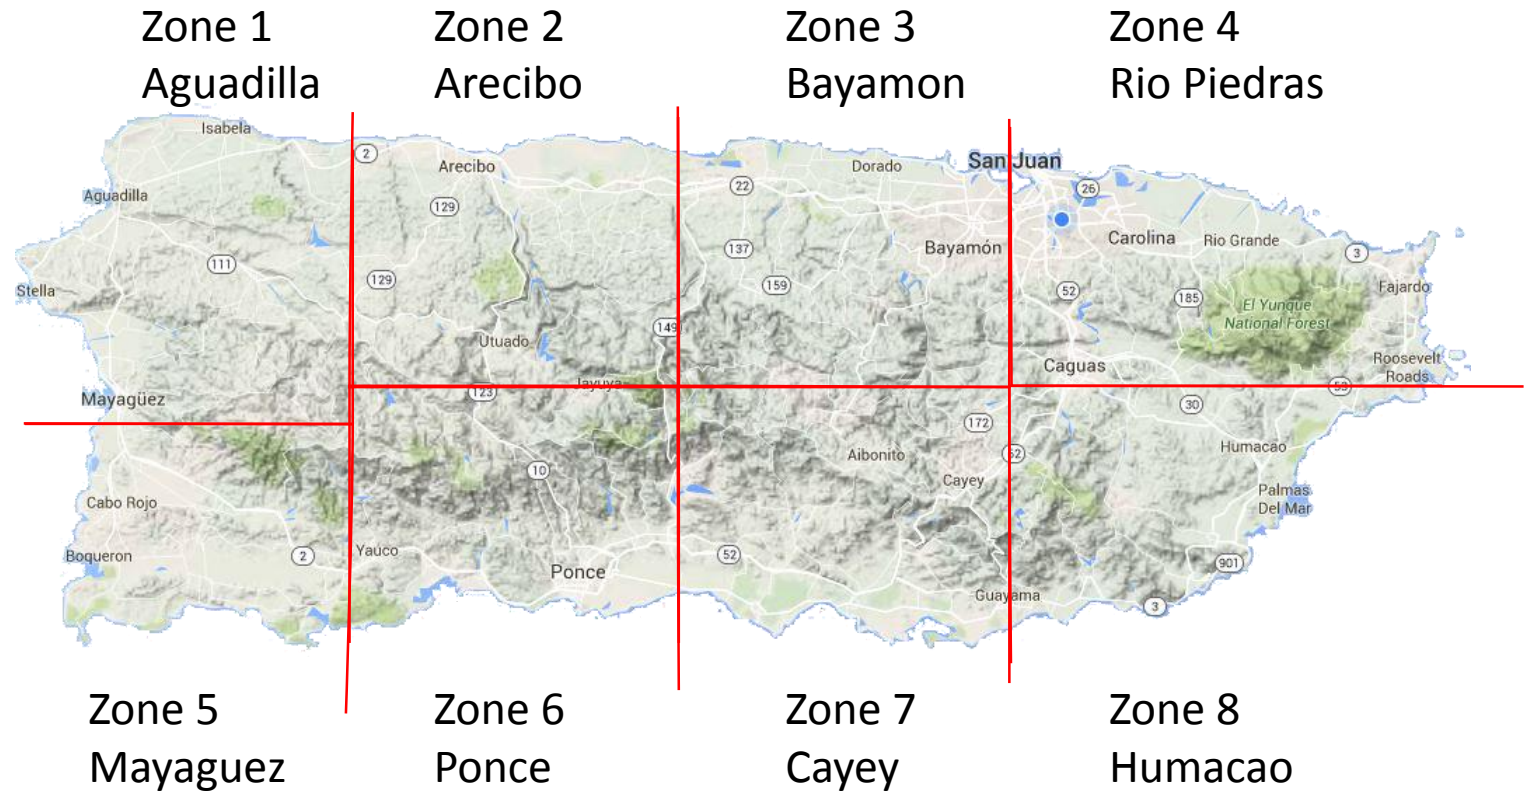 Zone 1
Aguadilla
Zone 2
Arecibo
Zone 3
Bayamon
Zone 4
Rio Piedras
Isabela
2
Arecibo
Dorado
San Juan
Aguadilla
129
22
26
111
129
137
159
Bayamón
Carolina
Rio Grande
3
Stella
52
185
El Yunque
National Forest
Fajardo
Utuado
149
Caguas
Roosevelt
Roads
Jayuya
53
Mayagüez
123
30
172
Aibonito
52
Humacao
10
Cayey
Cabo Rojo
Palmas
Del Mar
Boqueron
2
Yauco
Ponce
52
901
Guayama
3
Zone 5
Mayaguez
Zone 6
Ponce
Zone 7
Cayey
Zone 8
Humacao